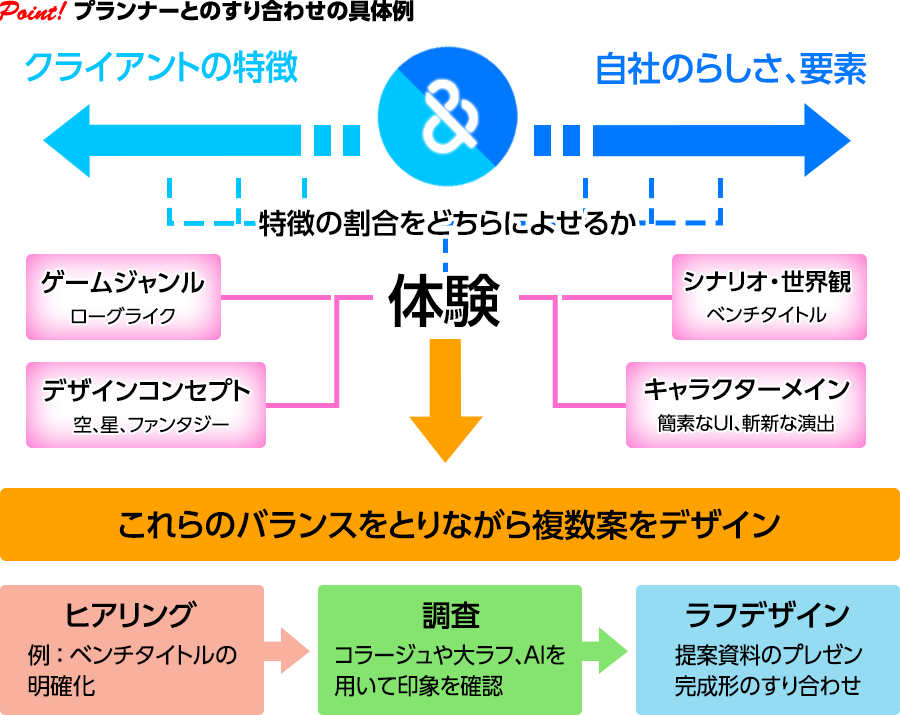 Point! プランナーとのすり合わせの具体例
クライアントの特徴
&
自社のらしさ、要素
特徴の割合をどちらによせるか
ゲームジャンル
ローグライク
体験
シナリオ・世界観
ベンチタイトル
デザインコンセプト
空、星、ファンタジー
キャラクターメイン
簡素なUI、斬新な演出
これらのバランスをとりながら複数案をデザイン
ヒアリング
例：ベンチタイトルの
明確化
調査
コラージュや大ラフ、AIを
用いて印象を確認
ラフデザイン
提案資料のプレゼン
完成形のすり合わせ